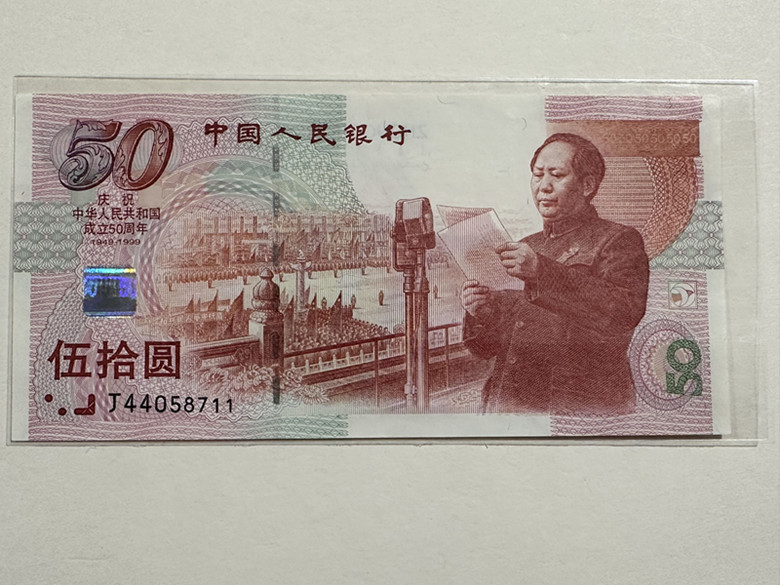 50
中国人民银行
庆祝
中华人民共和国
成立50周年
1949/1999
伍拾圆
J44058711
50